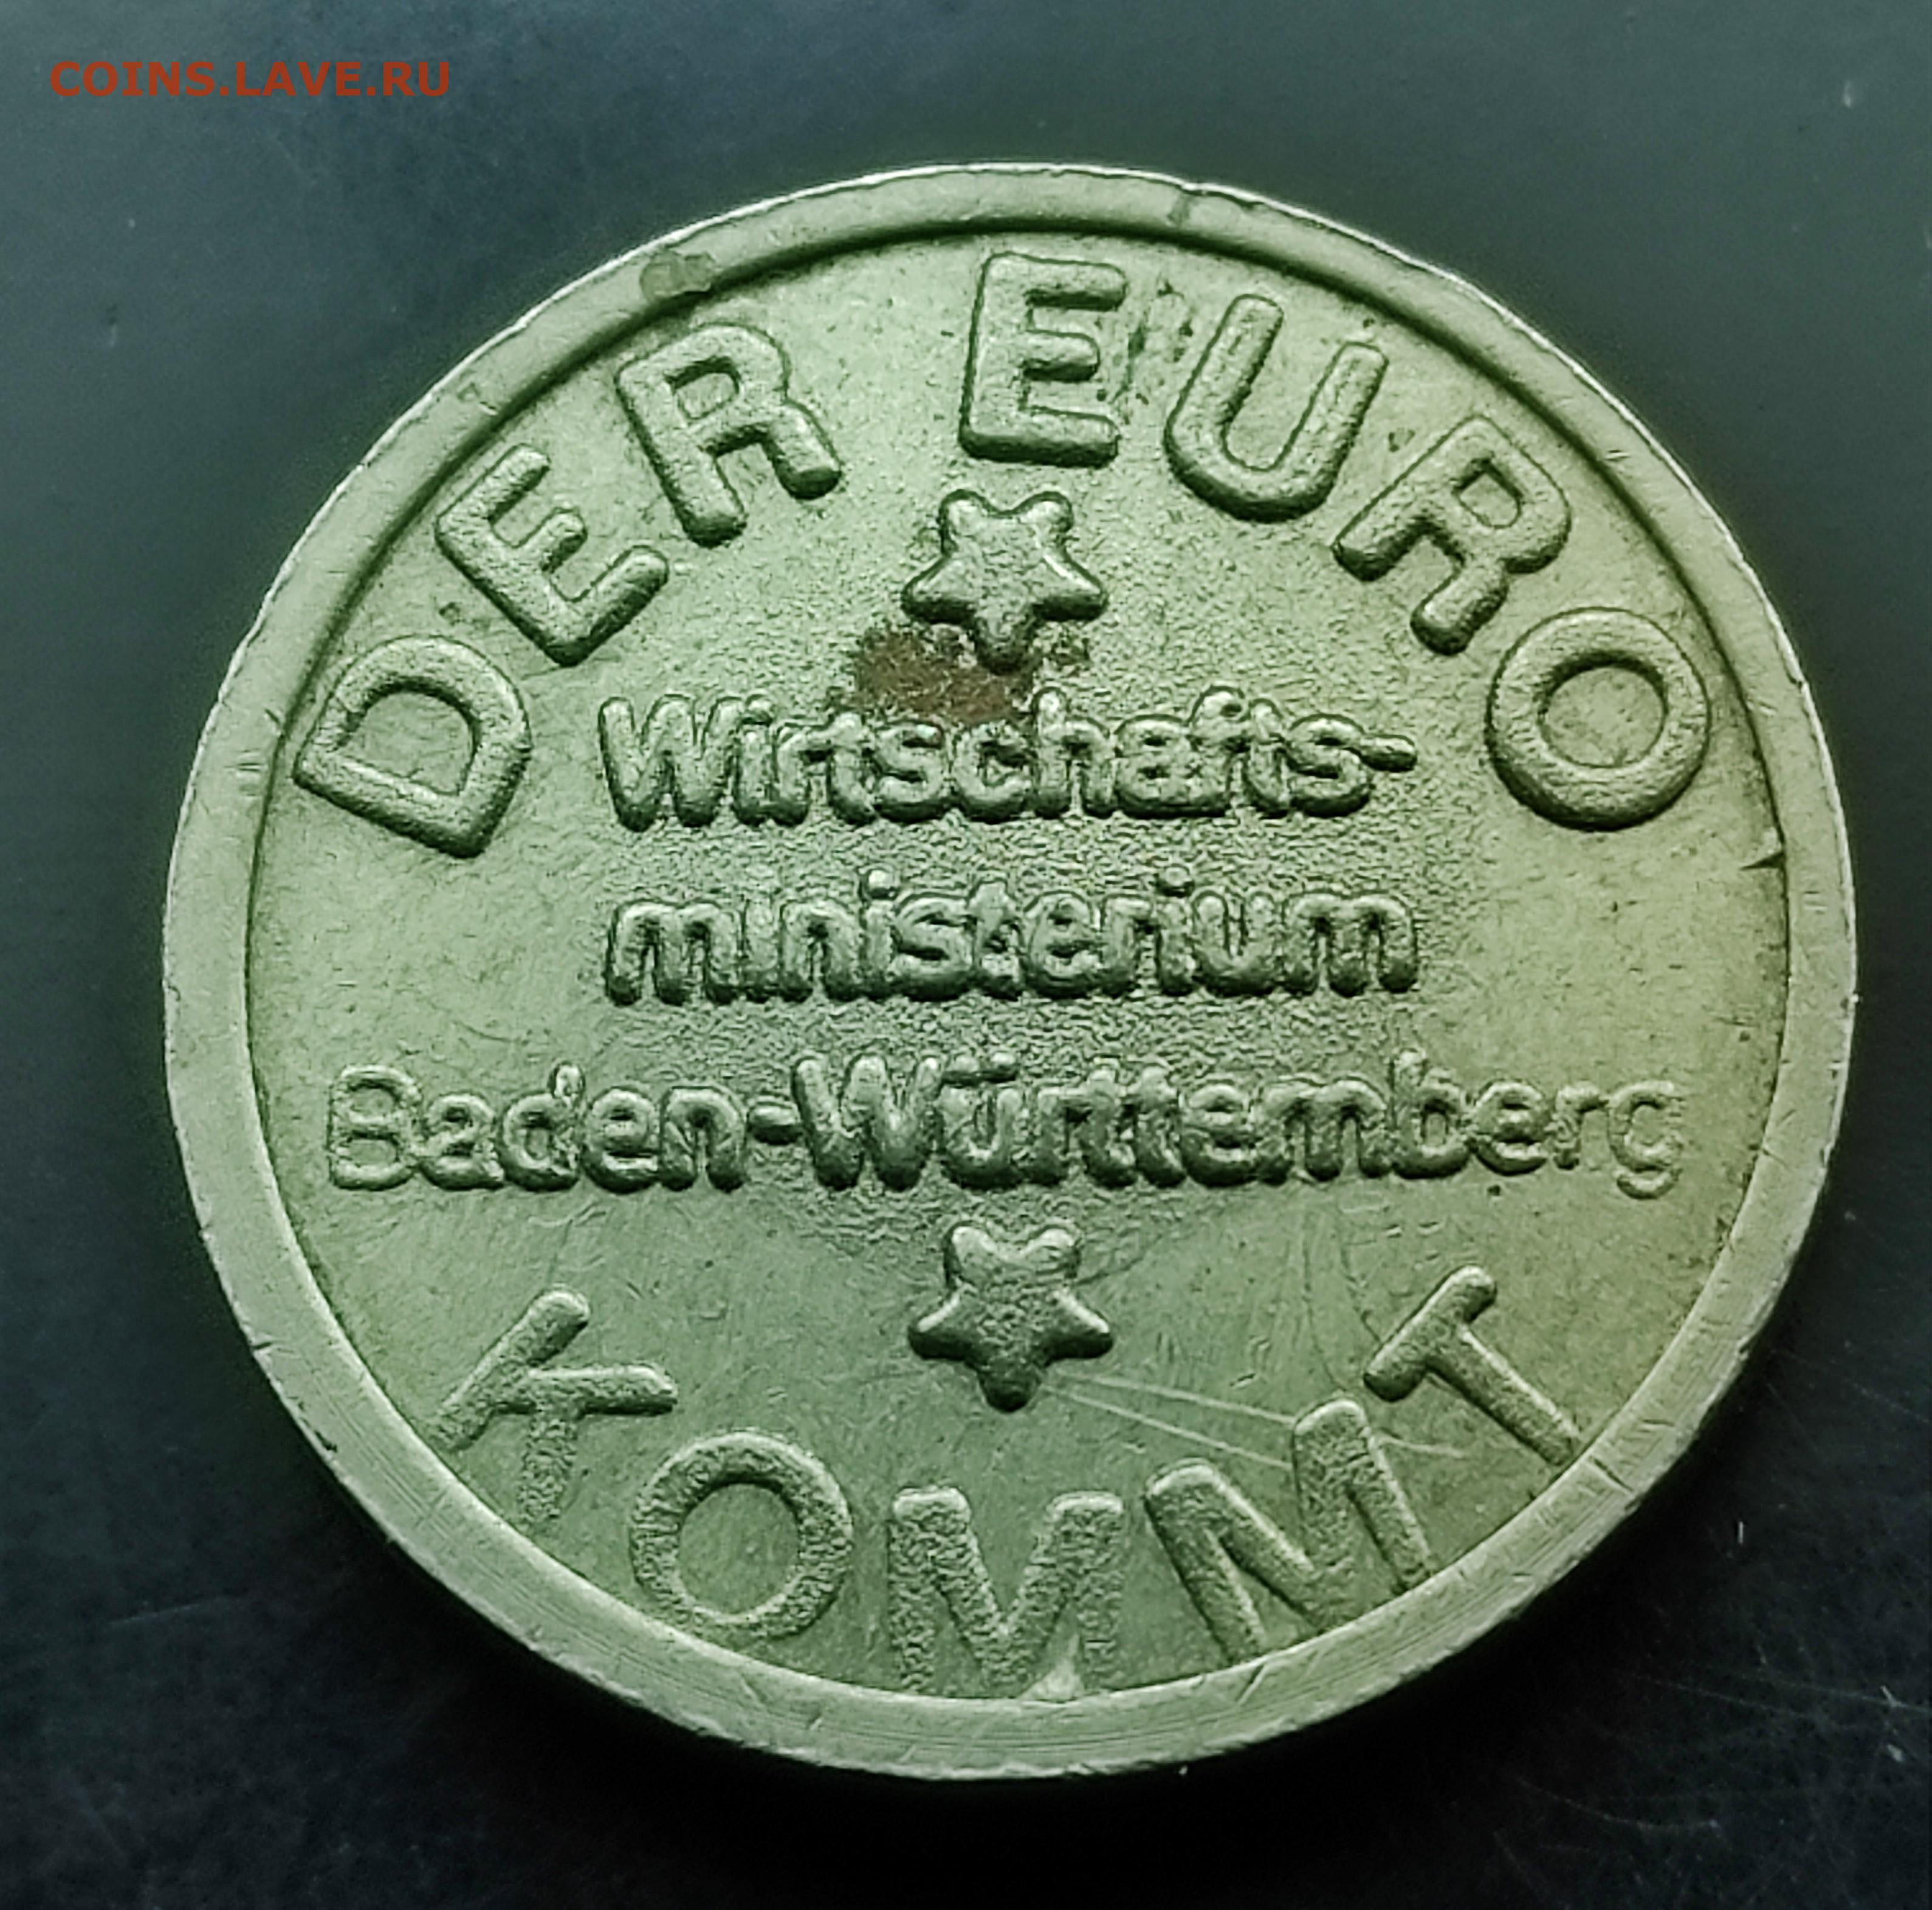 COINS.LAVE.RU
DER EURO
Wirtschafts-
ministerium
Baden-Württemberg
KOMMT